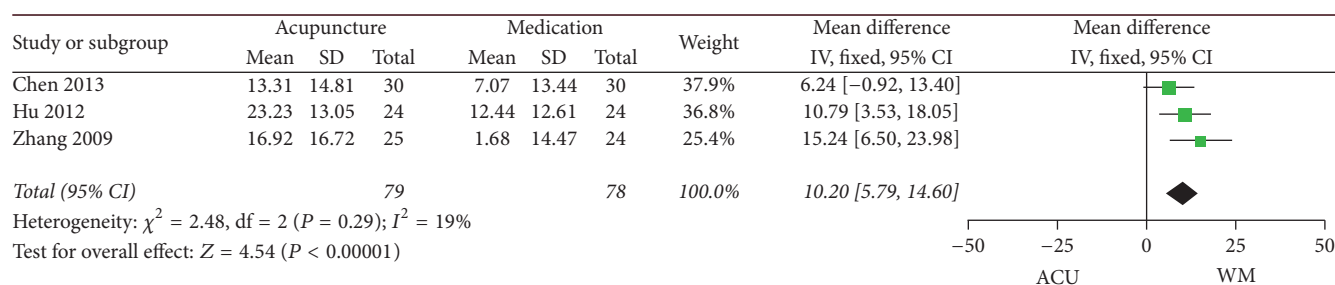 Study or subgroup Acupuncture Medication Weight Mean difference Mean difference
Mean SD Total Mean SD Total IV, fixed, 95% CI IV, fixed, 95% CI
Chen 2013 13.31 14.81 30 7.07 13.44 30 37.9% 6.24 [−0.92, 13.40]
Hu 2012 23.23 13.05 24 12.44 12.61 24 36.8% 10.79 [3.53, 18.05]
Zhang 2009 16.92 16.72 25 1.68 14.47 24 25.4% 15.24 [6.50, 23.98]
Total (95% CI) 79 78 100.0% 10.20 [5.79, 14.60]
Heterogeneity: χ² = 2.48, df = 2 (P = 0.29); I² = 19%
Test for overall effect: Z = 4.54 (P < 0.00001)
−50 −25 0 25 50
ACU WM